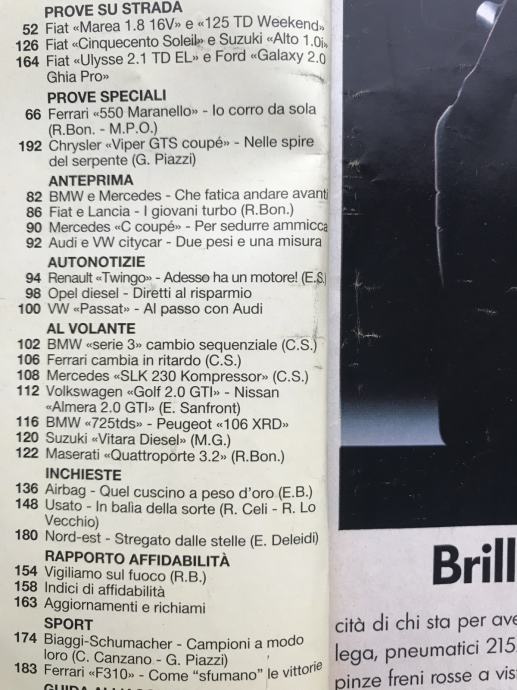 PROVE SU STRADA
52 Fiat «Marea 1.8 16V» e «125 TD Weekend»
126 Fiat «Cinquecento Soleil» e Suzuki «Alto 1.0i»
164 Fiat «Ulysse 2.1 TD EL» e Ford «Galaxy 2.0
Ghia Pro»
PROVE SPECIALI
66 Ferrari «550 Maranello» - Io corro da sola
(R.Bon. - M.P.O.)
192 Chrysler «Viper GTS coupé» - Nelle spire
del serpente (G. Piazzi)
ANTEPRIMA
82 BMW e Mercedes - Che fatica andare avanti
86 Fiat e Lancia - I giovani turbo (R.Bon.)
90 Mercedes «C coupé» - Per sedurre ammicca
92 Audi e VW citycar - Due pesi e una misura
AUTONOTIZIE
94 Renault «Twingo» - Adesso ha un motore! (E.S.
98 Opel diesel - Diretti al risparmio
100 VW «Passat» - Al passo con Audi
AL VOLANTE
102 BMW «serie 3» cambio sequenziale (C.S.)
106 Ferrari cambia in ritardo (C.S.)
108 Mercedes «SLK 230 Kompressor» (C.S.)
112 Volkswagen «Golf 2.0 GTI» - Nissan
«Almera 2.0 GTI» (E. Sanfront)
116 BMW «725tds» - Peugeot «106 XRD»
120 Suzuki «Vitara Diesel» (M.G.)
122 Maserati «Quattroporte 3.2» (R.Bon.)
INCHIESTE
136 Airbag - Quel cuscino a peso d'oro (E.B.)
148 Usato - In balìa della sorte (R. Celi - R. Lo
Vecchio)
180 Nord-est - Stregato dalle stelle (E. Deleidi)
RAPPORTO AFFIDABILITÀ
154 Vigiliamo sul fuoco (R.B.)
158 Indici di affidabilità
163 Aggiornamenti e richiami
SPORT
174 Biaggi-Schumacher - Campioni a modo
loro (C. Canzano - G. Piazzi)
183 Ferrari «F310» - Come "sfumano" le vittorie
Brill
cità di chi sta per ave
lega, pneumatici 215
pinze freni rosse a vis